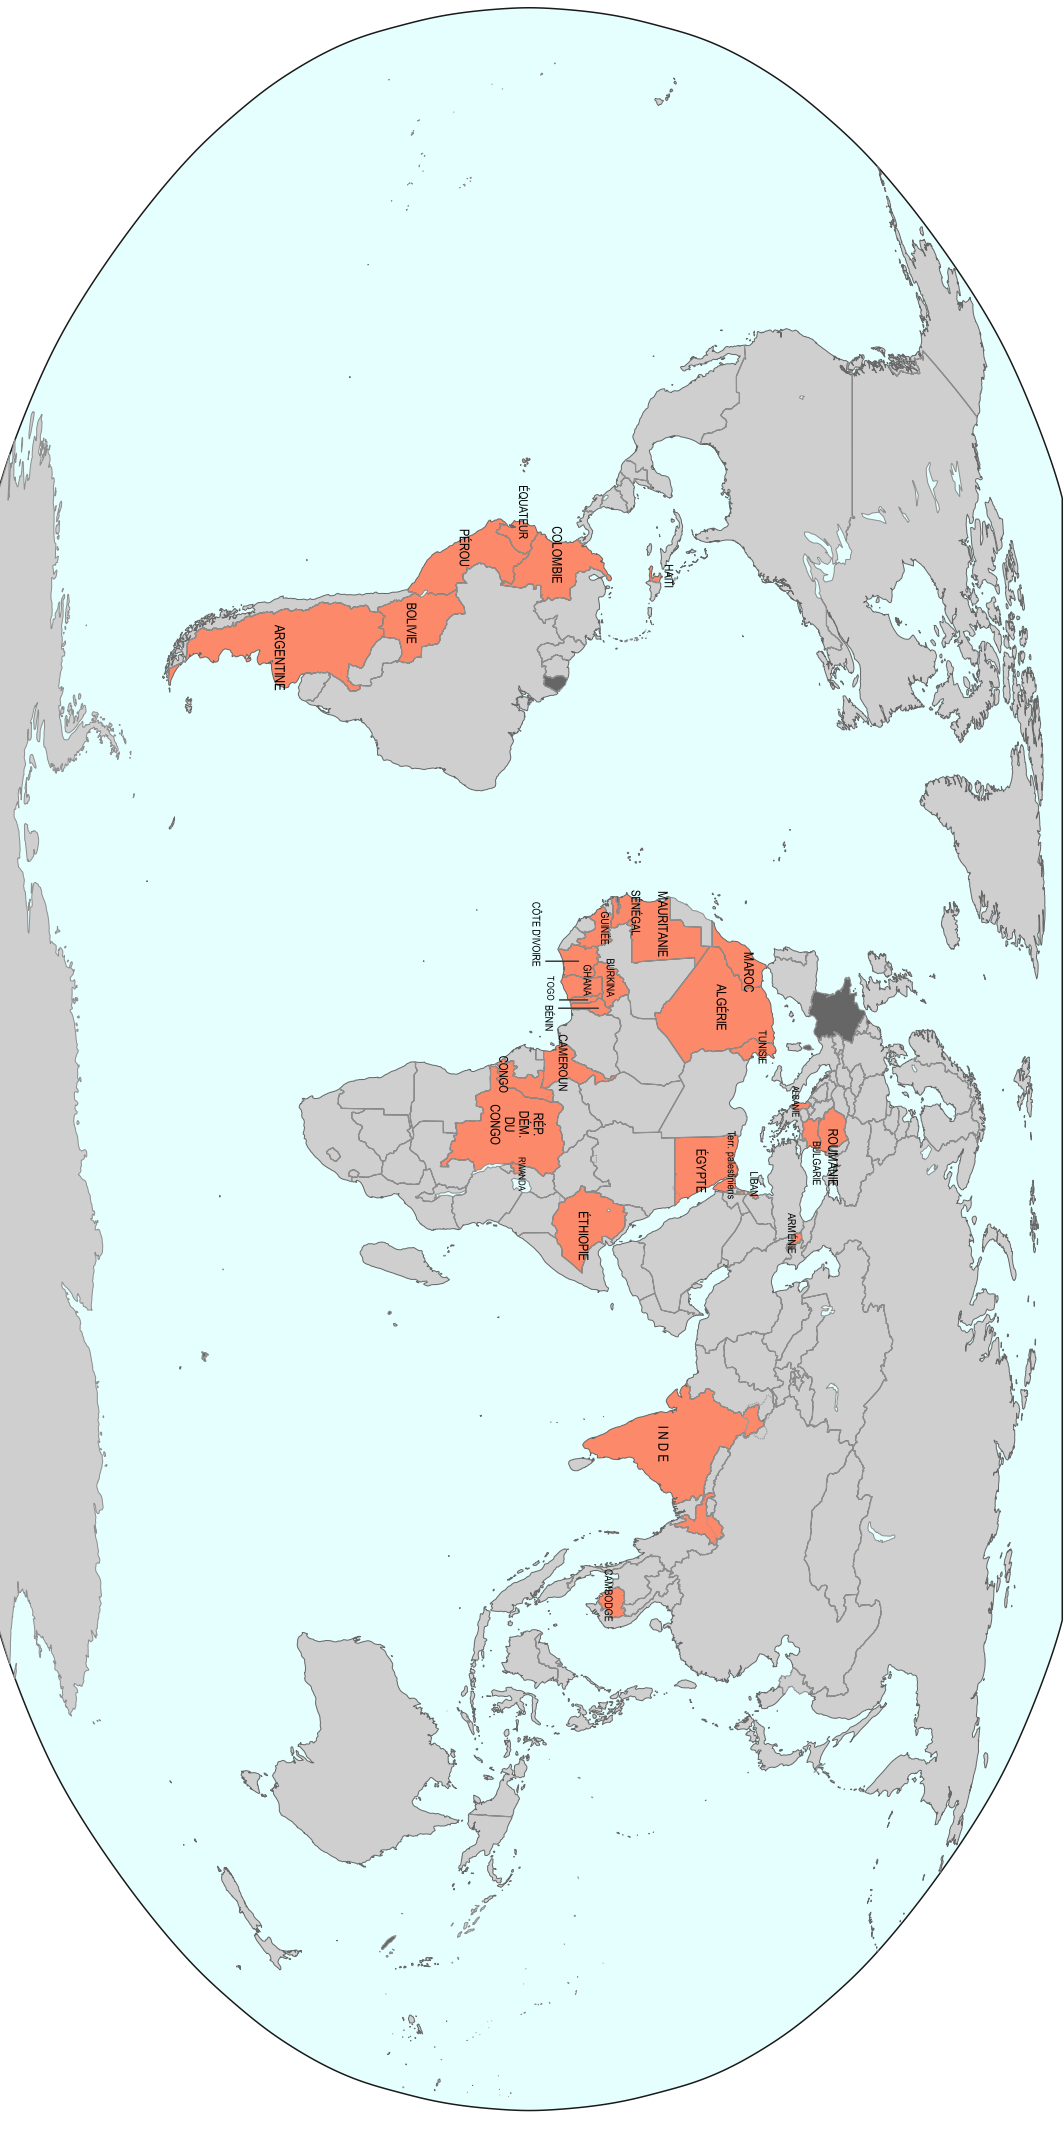 ROUMANIE
BULGARIE
ALBANIE
ARMÉNIE
MAROC
TUNISIE
ALGÉRIE
LIBAN
Terr. palestiniens
ÉGYPTE
HAÏTI
MAURITANIE
SÉNÉGAL
INDE
GUINÉE
BURKINA
GHANA
CAMBODGE
CÔTE D'IVOIRE
TOGO
BÉNIN
ÉTHIOPIE
COLOMBIE
CAMEROUN
ÉQUATEUR
CONGO
RÉP.
DÉM.
DU
CONGO
RWANDA
PÉROU
BOLIVIE
ARGENTINE